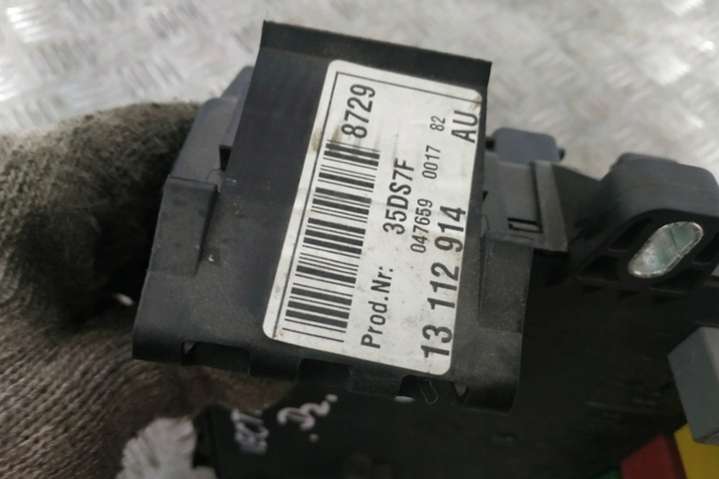 8729
Prod.Nr: 35DS7F
047659 0017 82
13 112 914 AU